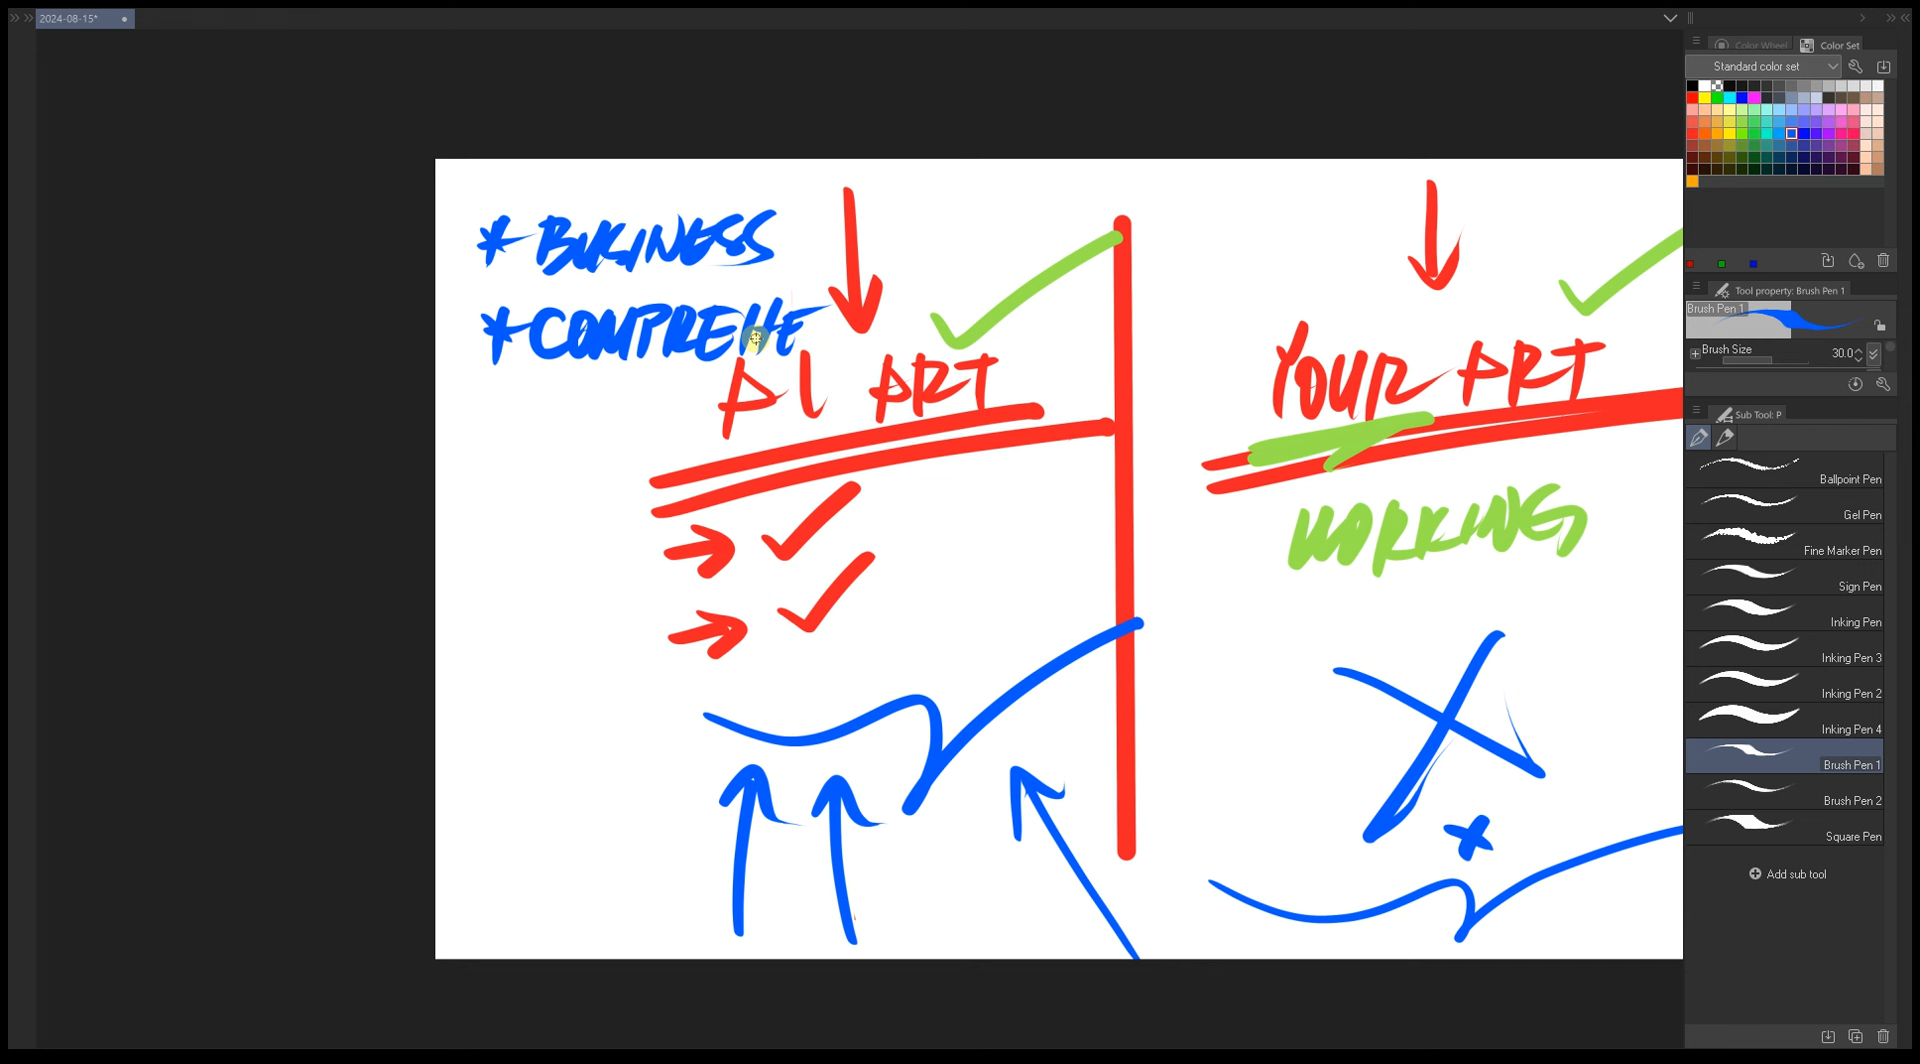 2024-08-15*
Color Wheel
Color Set
Standard color set
* BUSINESS
* COMPREHE
AI ART
YOUR ART
WORKING
Tool property: Brush Pen 1
Brush Pen 1
Brush Size
30.0
Sub Tool: P
Ballpoint Pen
Gel Pen
Fine Marker Pen
Sign Pen
Inking Pen
Inking Pen 3
Inking Pen 2
Inking Pen 4
Brush Pen 1
Brush Pen 2
Square Pen
Add sub tool